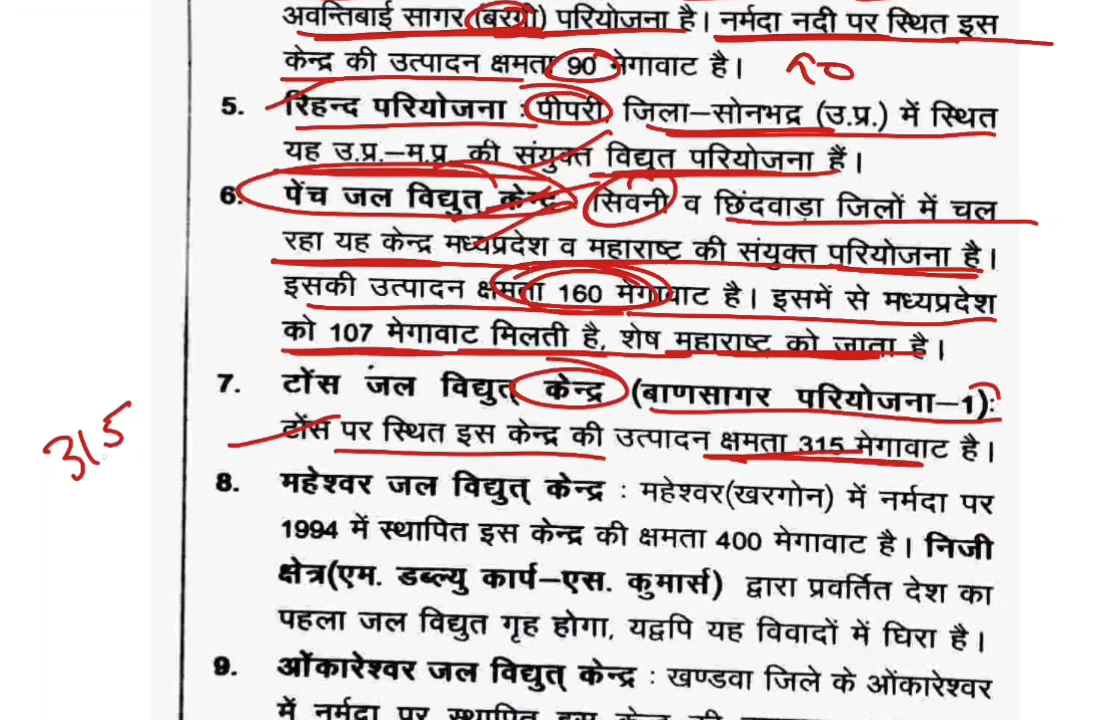 अवन्तिबाई सागर (बरगी) परियोजना है। नर्मदा नदी पर स्थित इस
केन्द्र की उत्पादन क्षमता 90 मेगावाट है। 90
5. रिहन्द परियोजना : पीपरी, जिला–सोनभद्र (उ.प्र.) में स्थित
यह उ.प्र.–म.प्र. की संयुक्त विद्युत परियोजना हैं।
6. पेंच जल विद्युत् केन्द्र : सिवनी व छिंदवाड़ा जिलों में चल
रहा यह केन्द्र मध्यप्रदेश व महाराष्ट की संयुक्त परियोजना है।
इसकी उत्पादन क्षमता 160 मेगावाट है। इसमें से मध्यप्रदेश
को 107 मेगावाट मिलती है, शेष महाराष्ट को जाता है।
7. टोंस जल विद्युत् केन्द्र (बाणसागर परियोजना–1):
टोंस पर स्थित इस केन्द्र की उत्पादन क्षमता 315 मेगावाट है।
315
8. महेश्वर जल विद्युत् केन्द्र : महेश्वर(खरगोन) में नर्मदा पर
1994 में स्थापित इस केन्द्र की क्षमता 400 मेगावाट है। निजी
क्षेत्र(एम. डब्ल्यु कार्प–एस. कुमार्स) द्वारा प्रवर्तित देश का
पहला जल विद्युत गृह होगा, यद्वपि यह विवादों में घिरा है।
9. ओंकारेश्वर जल विद्युत् केन्द्र : खण्डवा जिले के ओंकारेश्वर
में नर्मदा पर स्थापित इस केन्द्र की